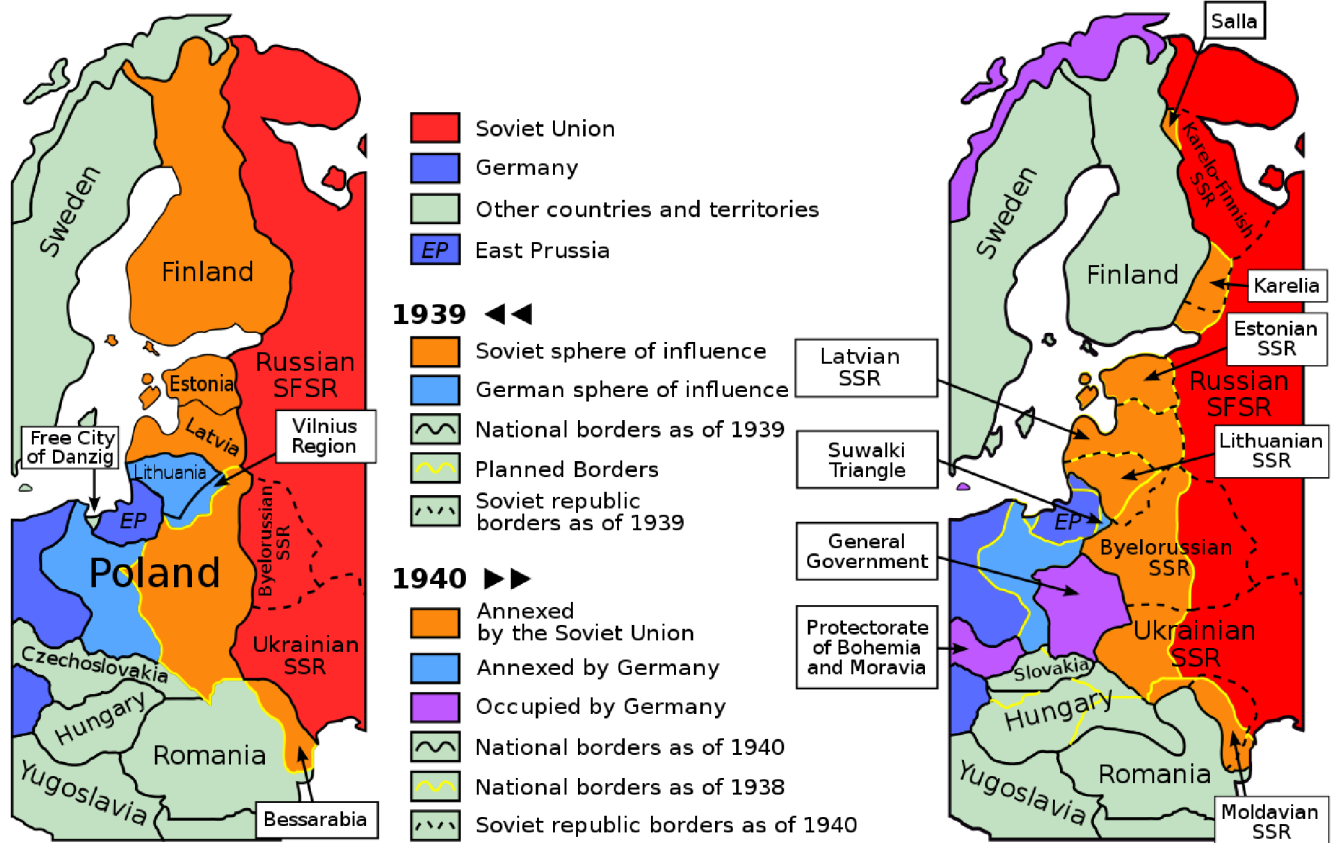 Sweden
Finland
Estonia
Latvia
Lithuania
EP
Poland
Free City
of Danzig
Vilnius
Region
Russian
SFSR
Byelorussian
SSR
Ukrainian
SSR
Czechoslovakia
Hungary
Romania
Yugoslavia
Bessarabia
Soviet Union
Germany
Other countries and territories
EP East Prussia
1939 ◄◄
Soviet sphere of influence
German sphere of influence
National borders as of 1939
Planned Borders
Soviet republic
borders as of 1939
1940 ►►
Annexed
by the Soviet Union
Annexed by Germany
Occupied by Germany
National borders as of 1940
National borders as of 1938
Soviet republic borders as of 1940
Salla
Karelo-Finnish
SSR
Sweden
Finland
Karelia
Estonian
SSR
Latvian
SSR
Russian
SFSR
Lithuanian
SSR
Suwalki
Triangle
EP
General
Government
Byelorussian
SSR
Protectorate
of Bohemia
and Moravia
Ukrainian
SSR
Slovakia
Hungary
Romania
Yugoslavia
Moldavian
SSR